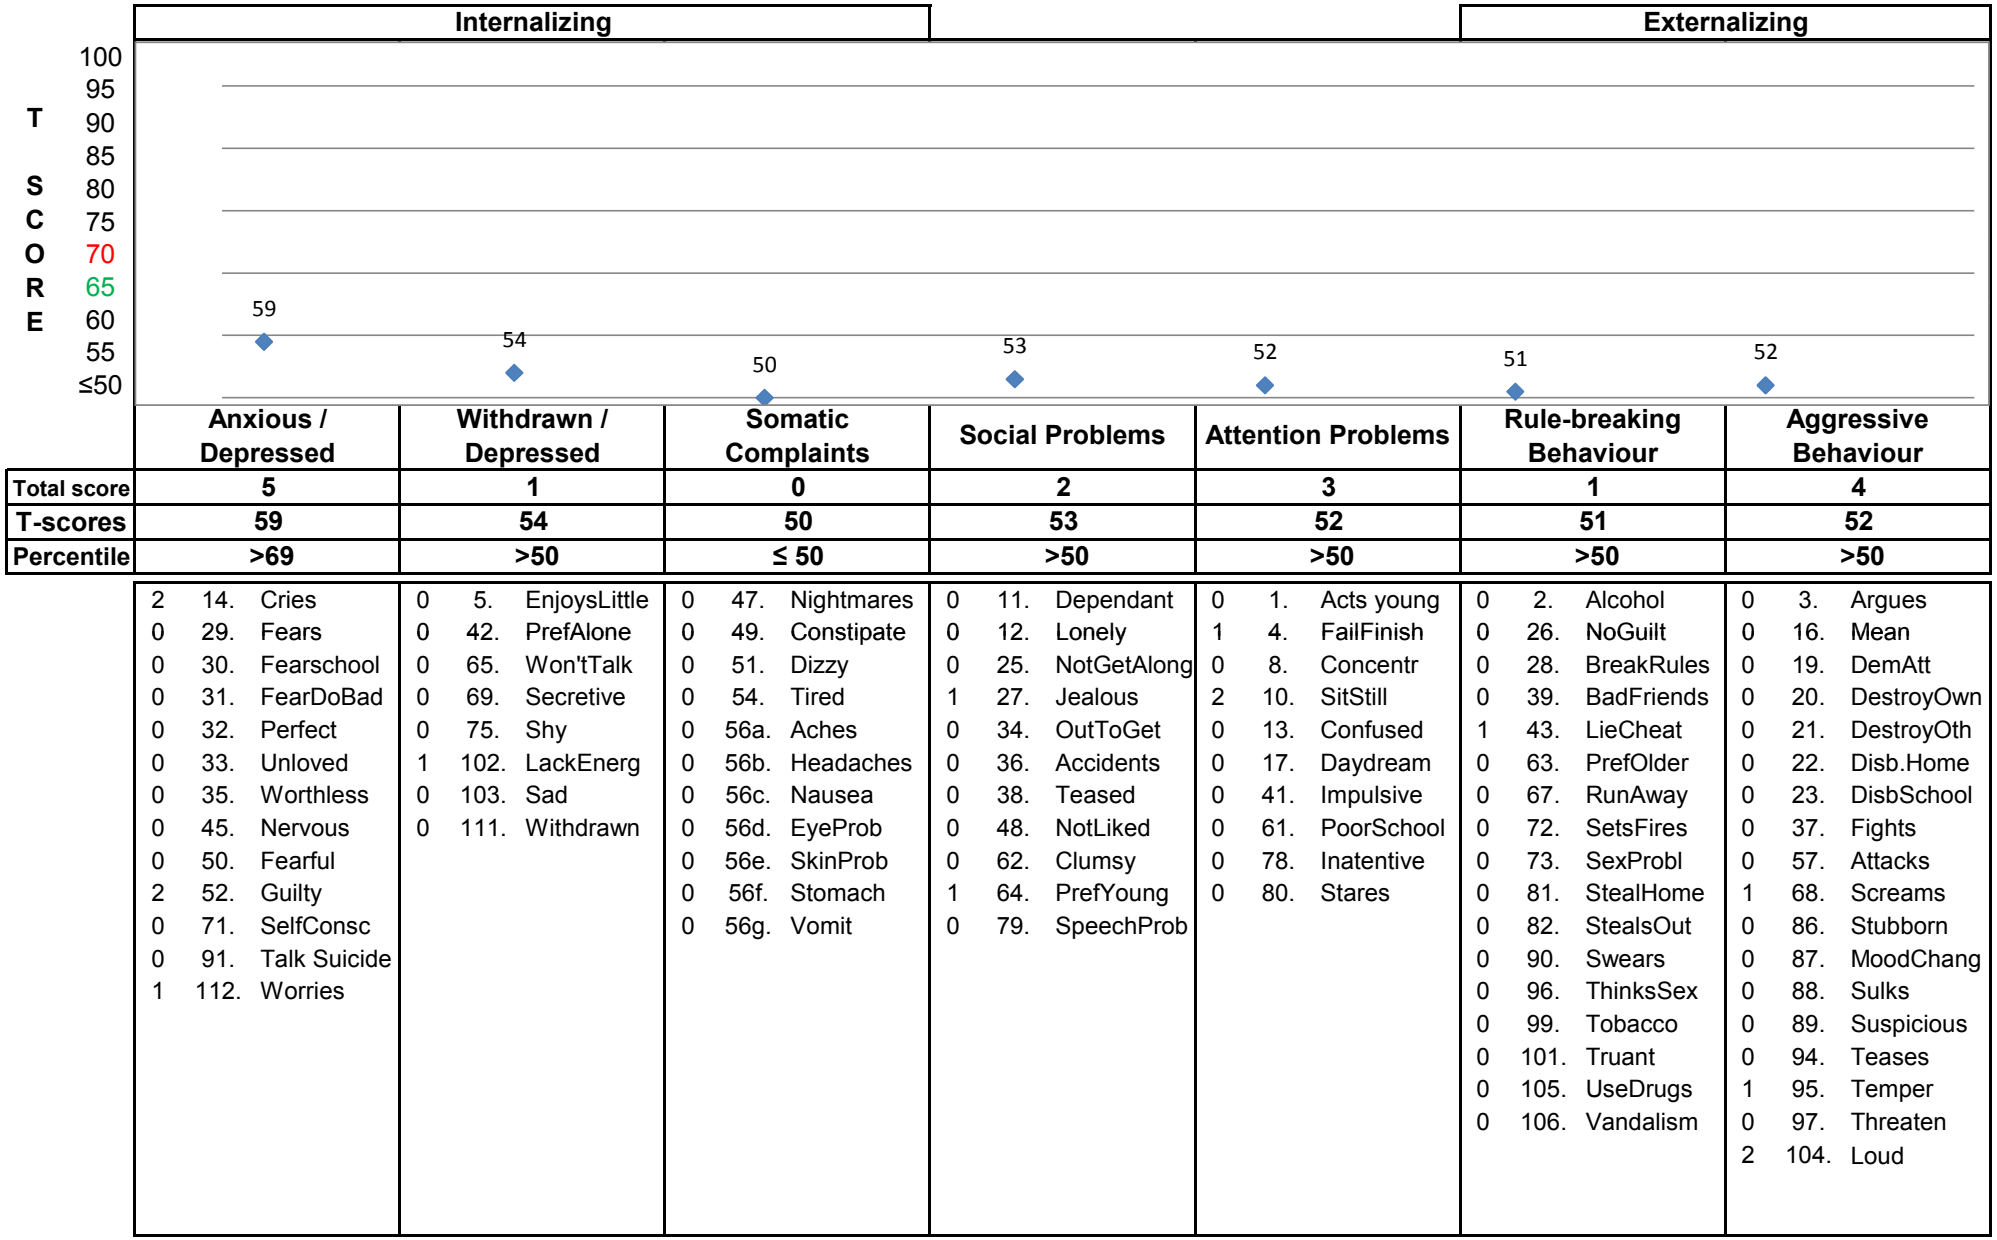 Internalizing Externalizing
T SCORE
100
95
90
85
80
75
70
65
60
55
≤50
59 54 50 53 52 51 52
Anxious / Depressed Withdrawn / Depressed Somatic Complaints Social Problems Attention Problems Rule-breaking Behaviour Aggressive Behaviour
Total score 5 1 0 2 3 1 4
T-scores 59 54 50 53 52 51 52
Percentile >69 >50 ≤ 50 >50 >50 >50 >50
2 14. Cries 0 5. EnjoysLittle 0 47. Nightmares 0 11. Dependant 0 1. Acts young 0 2. Alcohol 0 3. Argues
0 29. Fears 0 42. PrefAlone 0 49. Constipate 0 12. Lonely 1 4. FailFinish 0 26. NoGuilt 0 16. Mean
0 30. Fearschool 0 65. Won'tTalk 0 51. Dizzy 0 25. NotGetAlong 0 8. Concentr 0 28. BreakRules 0 19. DemAtt
0 31. FearDoBad 0 69. Secretive 0 54. Tired 1 27. Jealous 2 10. SitStill 0 39. BadFriends 0 20. DestroyOwn
0 32. Perfect 0 75. Shy 0 56a. Aches 0 34. OutToGet 0 13. Confused 1 43. LieCheat 0 21. DestroyOth
0 33. Unloved 1 102. LackEnerg 0 56b. Headaches 0 36. Accidents 0 17. Daydream 0 63. PrefOlder 0 22. Disb.Home
0 35. Worthless 0 103. Sad 0 56c. Nausea 0 38. Teased 0 41. Impulsive 0 67. RunAway 0 23. DisbSchool
0 45. Nervous 0 111. Withdrawn 0 56d. EyeProb 0 48. NotLiked 0 61. PoorSchool 0 72. SetsFires 0 37. Fights
0 50. Fearful 0 56e. SkinProb 0 62. Clumsy 0 78. Inatentive 0 73. SexProbl 0 57. Attacks
2 52. Guilty 0 56f. Stomach 1 64. PrefYoung 0 80. Stares 0 81. StealHome 1 68. Screams
0 71. SelfConsc 0 56g. Vomit 0 79. SpeechProb 0 82. StealsOut 0 86. Stubborn
0 91. Talk Suicide 0 90. Swears 0 87. MoodChang
1 112. Worries 0 96. ThinksSex 0 88. Sulks
0 99. Tobacco 0 89. Suspicious
0 101. Truant 0 94. Teases
0 105. UseDrugs 1 95. Temper
0 106. Vandalism 0 97. Threaten
2 104. Loud